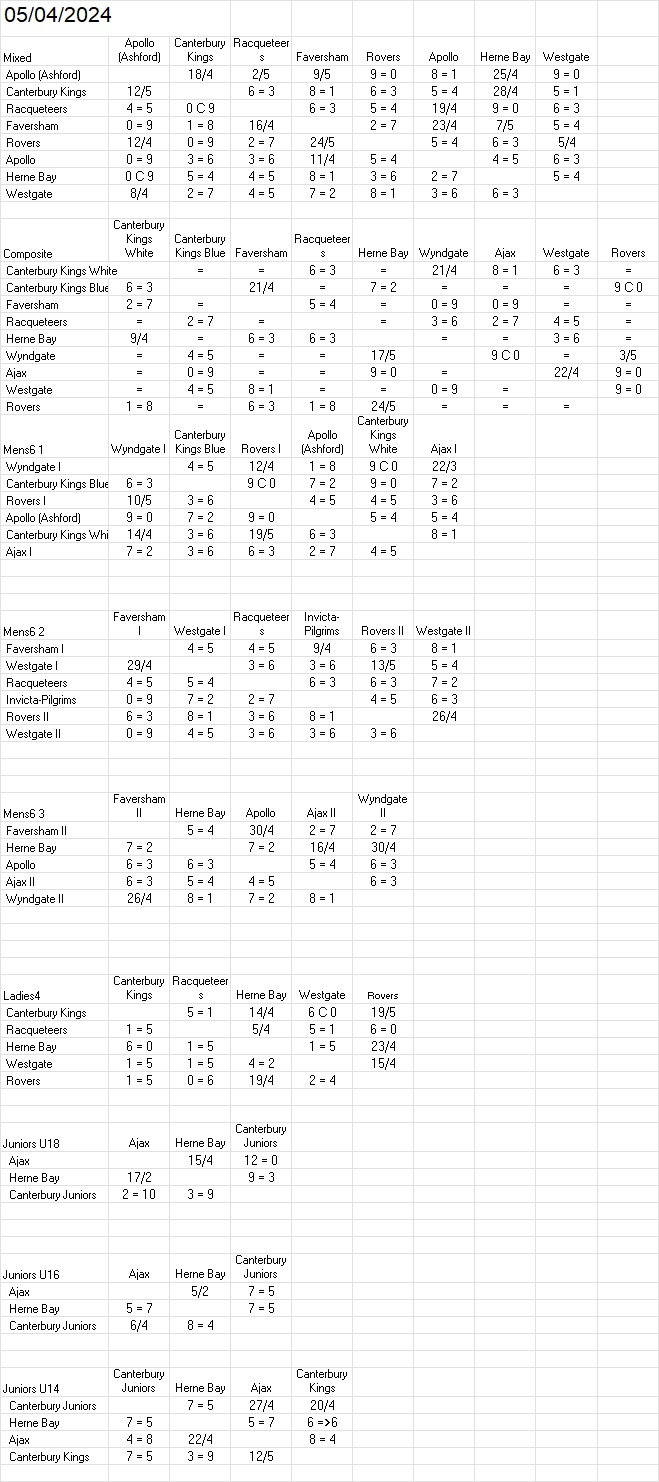 05/04/2024
Mixed Apollo (Ashford) Canterbury Kings Racqueteers Faversham Rovers Apollo Herne Bay Westgate
Apollo (Ashford) 18/4 2/5 9/5 9 = 0 8 = 1 25/4 9 = 0
Canterbury Kings 12/5 6 = 3 8 = 1 6 = 3 5 = 4 28/4 5 = 1
Racqueteers 4 = 5 0 C 9 6 = 3 5 = 4 19/4 9 = 0 6 = 3
Faversham 0 = 9 1 = 8 16/4 2 = 7 23/4 7/5 5 = 4
Rovers 12/4 0 = 9 2 = 7 24/5 5 = 4 6 = 3 5/4
Apollo 0 = 9 3 = 6 3 = 6 11/4 5 = 4 4 = 5 6 = 3
Herne Bay 0 C 9 5 = 4 4 = 5 8 = 1 3 = 6 2 = 7 5 = 4
Westgate 8/4 2 = 7 4 = 5 7 = 2 8 = 1 3 = 6 6 = 3
Composite Canterbury Kings White Canterbury Kings Blue Faversham Racqueteers Herne Bay Wyndgate Ajax Westgate Rovers
Canterbury Kings White = = 6 = 3 = 21/4 8 = 1 6 = 3 =
Canterbury Kings Blue 6 = 3 21/4 = 7 = 2 = = = 9 C 0
Faversham 2 = 7 = 5 = 4 = 0 = 9 0 = 9 = =
Racqueteers = 2 = 7 = = 3 = 6 2 = 7 4 = 5 =
Herne Bay 9/4 = 6 = 3 6 = 3 = = 3 = 6 =
Wyndgate = 4 = 5 = = 17/5 9 C 0 = 3/5
Ajax = 0 = 9 = = 9 = 0 = 22/4 9 = 0
Westgate = 4 = 5 8 = 1 = = 0 = 9 = 9 = 0
Rovers 1 = 8 = 6 = 3 1 = 8 24/5 = = =
Mens6 1 Wyndgate I Canterbury Kings Blue Rovers I Apollo (Ashford) Canterbury Kings White Ajax I
Wyndgate I 4 = 5 12/4 1 = 8 9 C 0 22/3
Canterbury Kings Blue 6 = 3 9 C 0 7 = 2 9 = 0 7 = 2
Rovers I 10/5 3 = 6 4 = 5 4 = 5 3 = 6
Apollo (Ashford) 9 = 0 7 = 2 9 = 0 5 = 4 5 = 4
Canterbury Kings Whi 14/4 3 = 6 19/5 6 = 3 8 = 1
Ajax I 7 = 2 3 = 6 6 = 3 2 = 7 4 = 5
Mens6 2 Faversham I Westgate I Racqueteers Invicta-Pilgrims Rovers II Westgate II
Faversham I 4 = 5 4 = 5 9/4 6 = 3 8 = 1
Westgate I 29/4 3 = 6 3 = 6 13/5 5 = 4
Racqueteers 4 = 5 5 = 4 6 = 3 6 = 3 7 = 2
Invicta-Pilgrims 0 = 9 7 = 2 2 = 7 4 = 5 6 = 3
Rovers II 6 = 3 8 = 1 3 = 6 8 = 1 26/4
Westgate II 0 = 9 4 = 5 3 = 6 3 = 6 3 = 6
Mens6 3 Faversham II Herne Bay Apollo Ajax II Wyndgate II
Faversham II 5 = 4 30/4 2 = 7 2 = 7
Herne Bay 7 = 2 7 = 2 16/4 30/4
Apollo 6 = 3 6 = 3 5 = 4 6 = 3
Ajax II 6 = 3 5 = 4 4 = 5 6 = 3
Wyndgate II 26/4 8 = 1 7 = 2 8 = 1
Ladies4 Canterbury Kings Racqueteers Herne Bay Westgate Rovers
Canterbury Kings 5 = 1 14/4 6 C 0 19/5
Racqueteers 1 = 5 5/4 5 = 1 6 = 0
Herne Bay 6 = 0 1 = 5 1 = 5 23/4
Westgate 1 = 5 1 = 5 4 = 2 15/4
Rovers 1 = 5 0 = 6 19/4 2 = 4
Juniors U18 Ajax Herne Bay Canterbury Juniors
Ajax 15/4 12 = 0
Herne Bay 17/2 9 = 3
Canterbury Juniors 2 = 10 3 = 9
Juniors U16 Ajax Herne Bay Canterbury Juniors
Ajax 5/2 7 = 5
Herne Bay 5 = 7 7 = 5
Canterbury Juniors 6/4 8 = 4
Juniors U14 Canterbury Juniors Herne Bay Ajax Canterbury Kings
Canterbury Juniors 7 = 5 27/4 20/4
Herne Bay 7 = 5 5 = 7 6 =>6
Ajax 4 = 8 22/4 8 = 4
Canterbury Kings 7 = 5 3 = 9 12/5